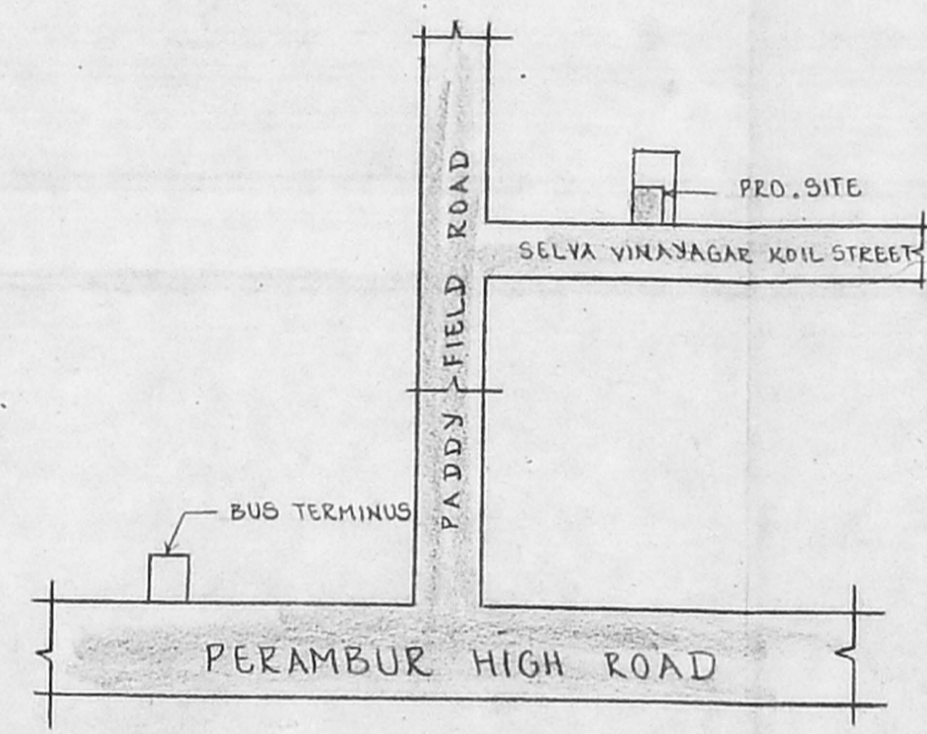 PADDY FIELD ROAD
PRO. SITE
SELVA VINAYAGAR KOIL STREET
BUS TERMINUS
PERAMBUR HIGH ROAD